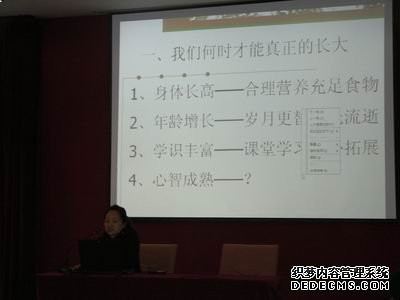 一、我们何时才能真正的长大
1、身体长高——合理营养充足食物
2、年龄增长——岁月更替 流逝
3、学识丰富——课堂学习 拓展
4、心智成熟——?
织梦内容管理系统
DEDECMS.COM